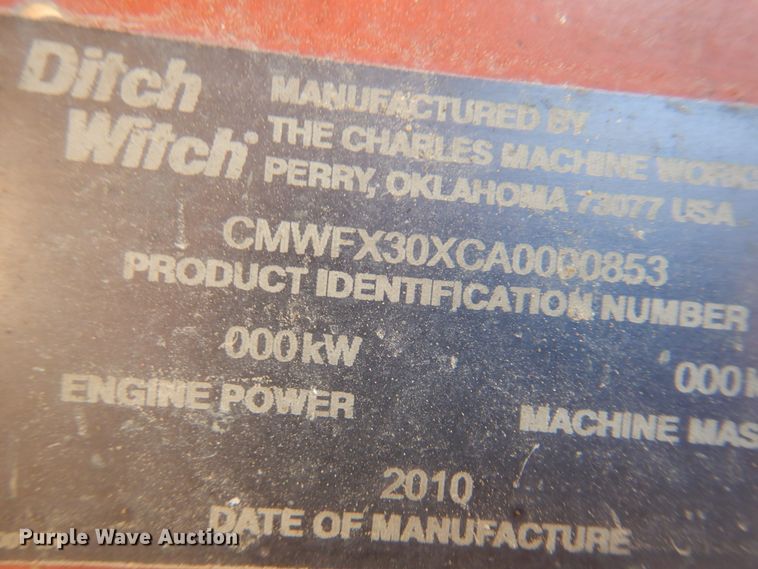 Ditch
Witch®
MANUFACTURED BY
THE CHARLES MACHINE WORKS
PERRY, OKLAHOMA 73077 USA
CMWFX30XCA0000853
PRODUCT IDENTIFICATION NUMBER
000kW
ENGINE POWER
000
MACHINE MAS
2010
DATE OF MANUFACTURE
Purple Wave Auction